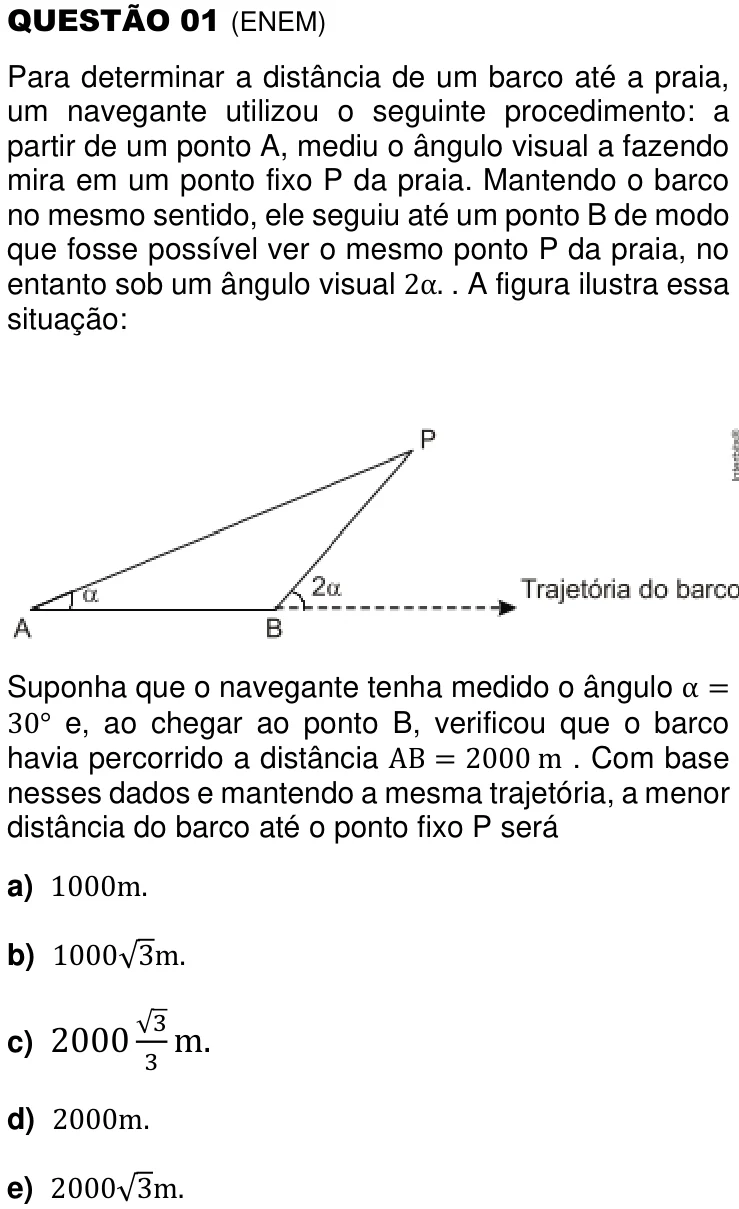 QUESTÃO 01 (ENEM)
Para determinar a distância de um barco até a praia,
um navegante utilizou o seguinte procedimento: a
partir de um ponto A, mediu o ângulo visual a fazendo
mira em um ponto fixo P da praia. Mantendo o barco
no mesmo sentido, ele seguiu até um ponto B de modo
que fosse possível ver o mesmo ponto P da praia, no
entanto sob um ângulo visual 2α. . A figura ilustra essa
situação:
P
Interbits®
α
2α
Trajetória do barco
A
B
Suponha que o navegante tenha medido o ângulo α =
30° e, ao chegar ao ponto B, verificou que o barco
havia percorrido a distância AB = 2000 m . Com base
nesses dados e mantendo a mesma trajetória, a menor
distância do barco até o ponto fixo P será
a) 1000m.
b) 1000√3m.
c) 2000 √3/3 m.
d) 2000m.
e) 2000√3m.